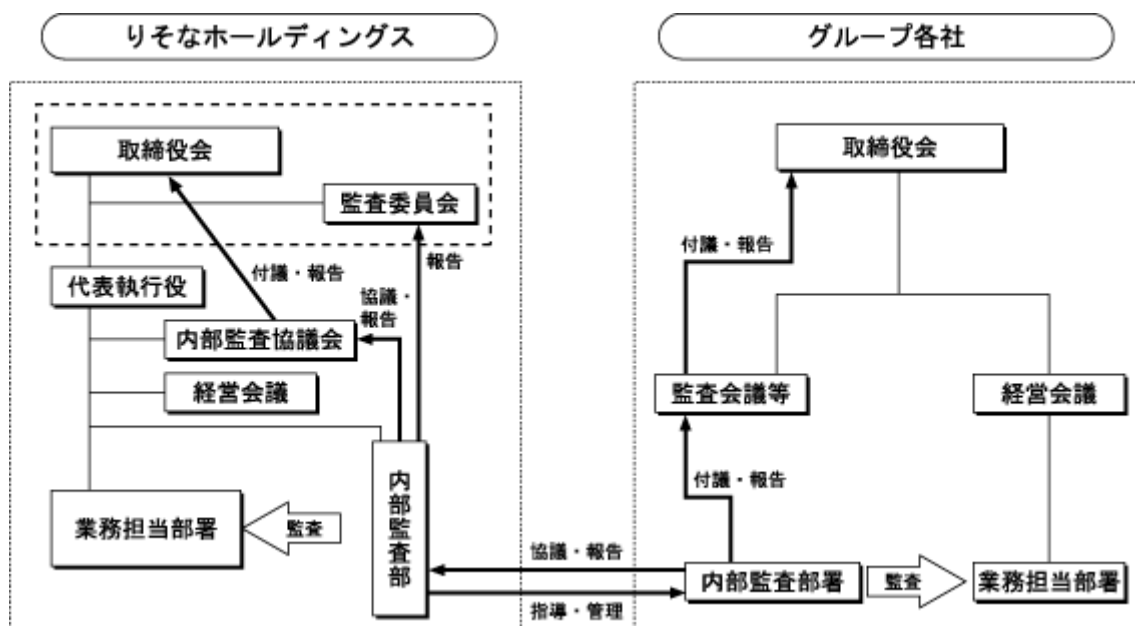 りそなホールディングス
グループ各社
取締役会
監査委員会
報告
付議・報告
代表執行役
協議・
報告
内部監査協議会
経営会議
内部監査部
業務担当部署
監査
取締役会
付議・報告
監査会議等
経営会議
付議・報告
協議・報告
指導・管理
内部監査部署
監査
業務担当部署